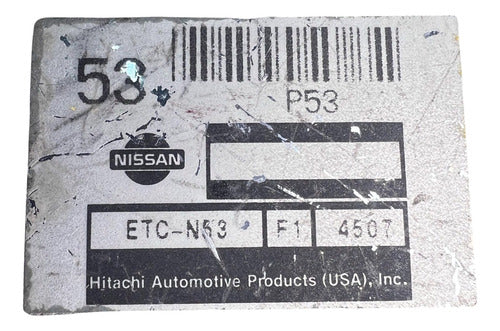 53
P53
NISSAN
ETC-N53 F1 4507
Hitachi Automotive Products (USA), Inc.